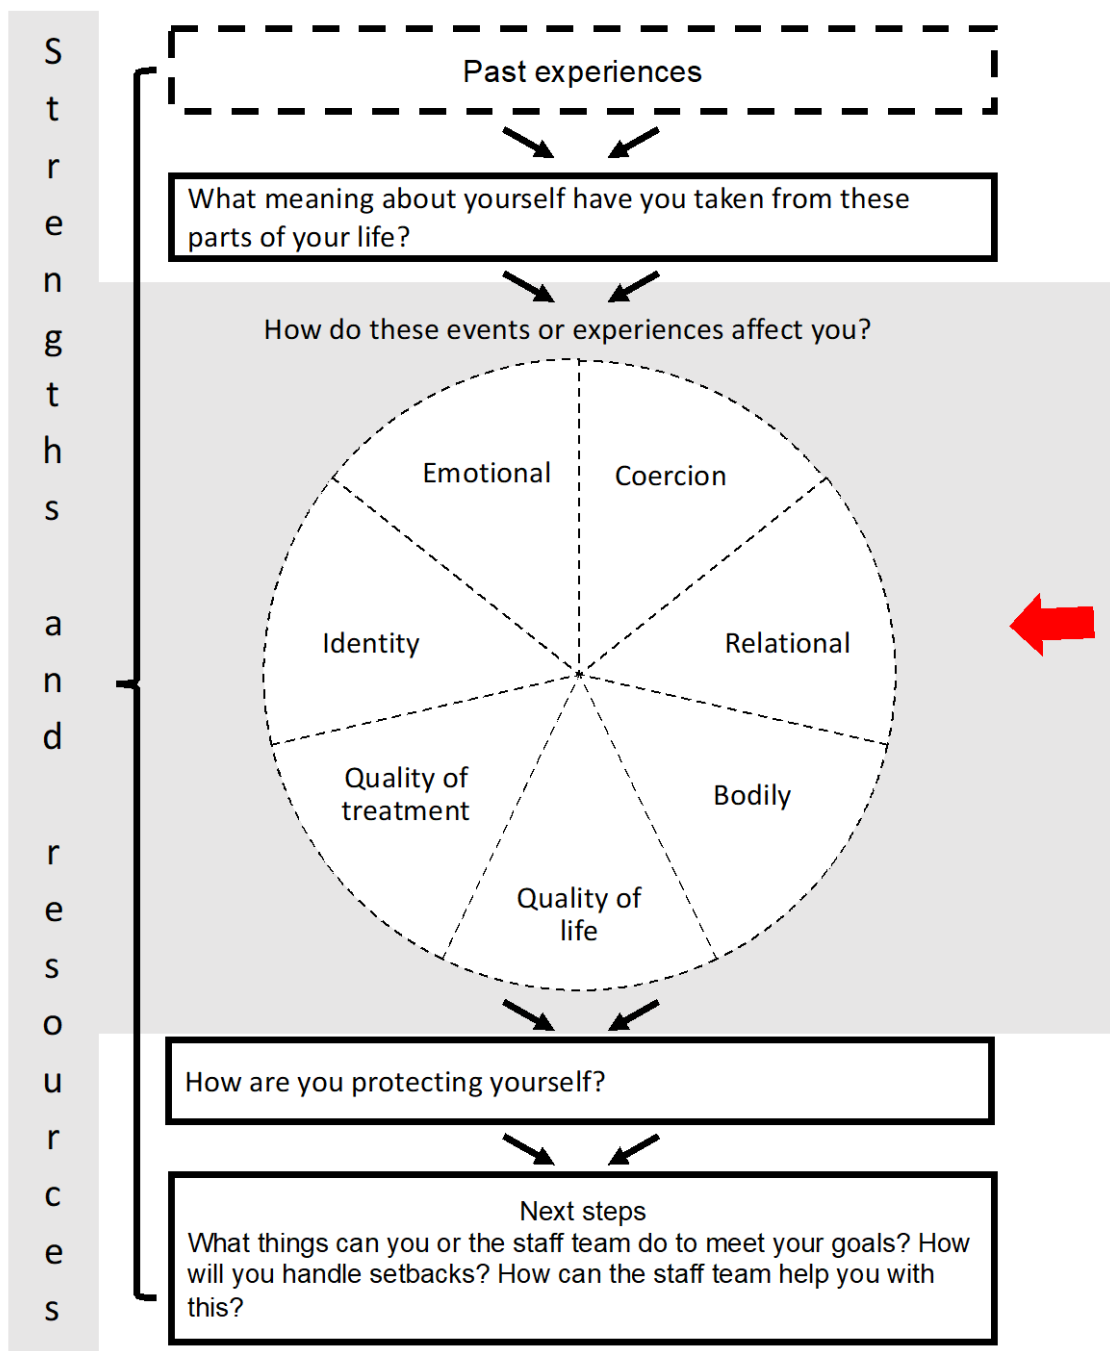 Strengths and resources
Past experiences
What meaning about yourself have you taken from these
parts of your life?
How do these events or experiences affect you?
Emotional
Coercion
Identity
Relational
Quality of
treatment
Bodily
Quality of
life
How are you protecting yourself?
Next steps
What things can you or the staff team do to meet your goals? How
will you handle setbacks? How can the staff team help you with
this?